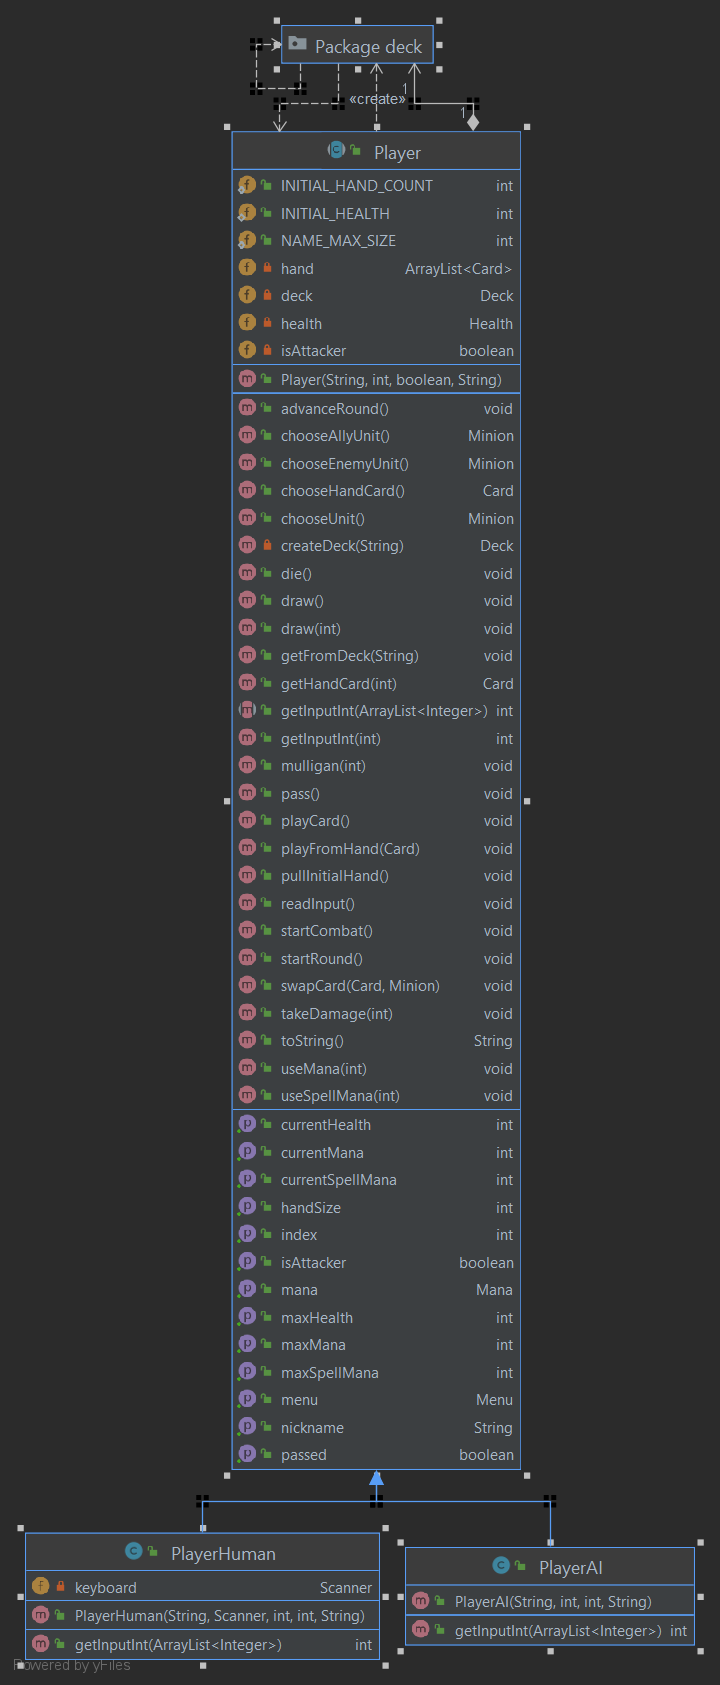 Package deck
«create»
1
1
Player
INITIAL_HAND_COUNT int
INITIAL_HEALTH int
NAME_MAX_SIZE int
hand ArrayList<Card>
deck Deck
health Health
isAttacker boolean
Player(String, int, boolean, String)
advanceRound() void
chooseAllyUnit() Minion
chooseEnemyUnit() Minion
chooseHandCard() Card
chooseUnit() Minion
createDeck(String) Deck
die() void
draw() void
draw(int) void
getFromDeck(String) void
getHandCard(int) Card
getInputInt(ArrayList<Integer>) int
getInputInt(int) int
mulligan(int) void
pass() void
playCard() void
playFromHand(Card) void
pullInitialHand() void
readInput() void
startCombat() void
startRound() void
swapCard(Card, Minion) void
takeDamage(int) void
toString() String
useMana(int) void
useSpellMana(int) void
currentHealth int
currentMana int
currentSpellMana int
handSize int
index int
isAttacker boolean
mana Mana
maxHealth int
maxMana int
maxSpellMana int
menu Menu
nickname String
passed boolean
PlayerHuman
keyboard Scanner
PlayerHuman(String, Scanner, int, int, String)
getInputInt(ArrayList<Integer>) int
PlayerAI
PlayerAI(String, int, int, String)
getInputInt(ArrayList<Integer>) int
Powered by yFiles